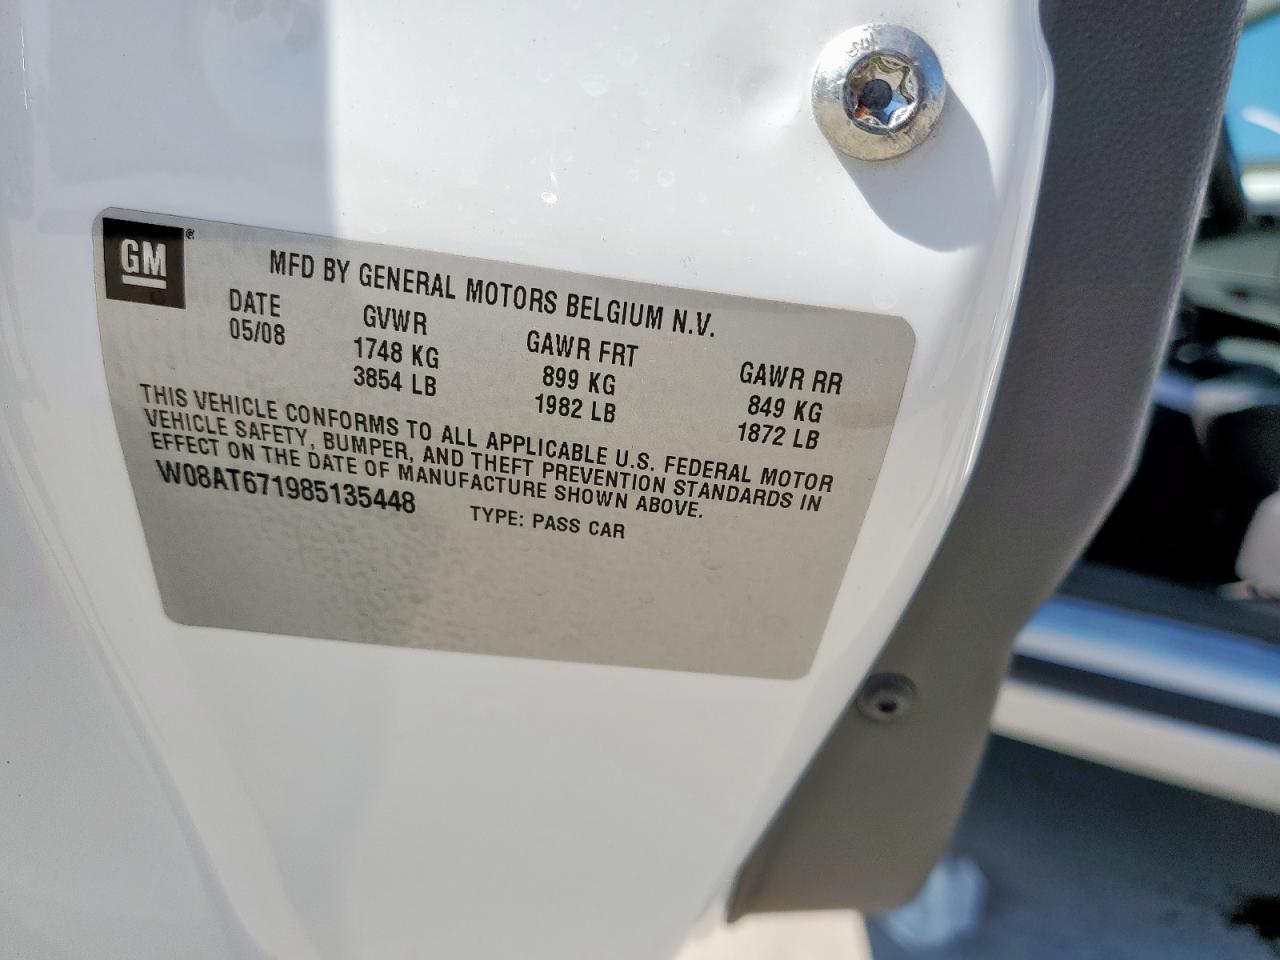 GM
MFD BY GENERAL MOTORS BELGIUM N.V.
DATE GVWR GAWR FRT GAWR RR
05/08 1748 KG 899 KG 849 KG
3854 LB 1982 LB 1872 LB
THIS VEHICLE CONFORMS TO ALL APPLICABLE U.S. FEDERAL MOTOR
VEHICLE SAFETY, BUMPER, AND THEFT PREVENTION STANDARDS IN
EFFECT ON THE DATE OF MANUFACTURE SHOWN ABOVE.
W08AT671985135448 TYPE: PASS CAR